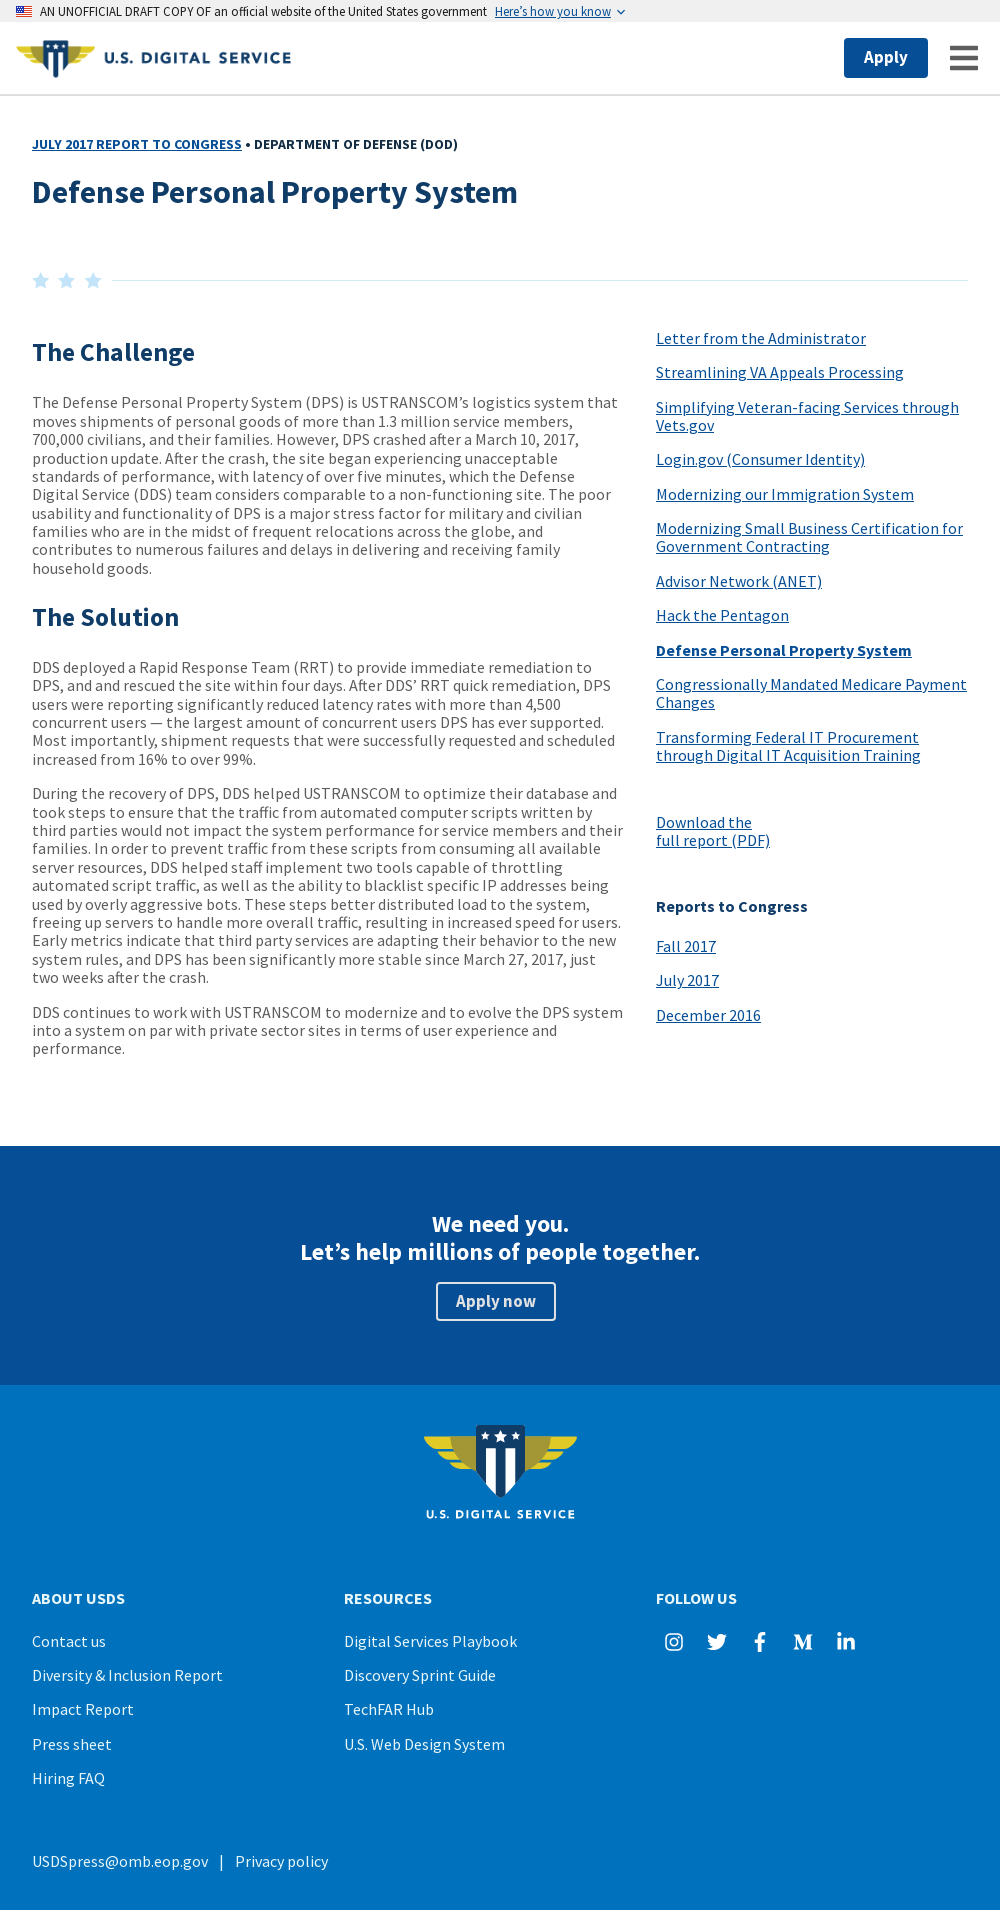 AN UNOFFICIAL DRAFT COPY OF an official website of the United States government Here’s how you know
U.S. DIGITAL SERVICE
Apply
JULY 2017 REPORT TO CONGRESS • DEPARTMENT OF DEFENSE (DOD)
Defense Personal Property System
The Challenge
The Defense Personal Property System (DPS) is USTRANSCOM’s logistics system that
moves shipments of personal goods of more than 1.3 million service members,
700,000 civilians, and their families. However, DPS crashed after a March 10, 2017,
production update. After the crash, the site began experiencing unacceptable
standards of performance, with latency of over five minutes, which the Defense
Digital Service (DDS) team considers comparable to a non-functioning site. The poor
usability and functionality of DPS is a major stress factor for military and civilian
families who are in the midst of frequent relocations across the globe, and
contributes to numerous failures and delays in delivering and receiving family
household goods.
The Solution
DDS deployed a Rapid Response Team (RRT) to provide immediate remediation to
DPS, and and rescued the site within four days. After DDS’ RRT quick remediation, DPS
users were reporting significantly reduced latency rates with more than 4,500
concurrent users — the largest amount of concurrent users DPS has ever supported.
Most importantly, shipment requests that were successfully requested and scheduled
increased from 16% to over 99%.
During the recovery of DPS, DDS helped USTRANSCOM to optimize their database and
took steps to ensure that the traffic from automated computer scripts written by
third parties would not impact the system performance for service members and their
families. In order to prevent traffic from these scripts from consuming all available
server resources, DDS helped staff implement two tools capable of throttling
automated script traffic, as well as the ability to blacklist specific IP addresses being
used by overly aggressive bots. These steps better distributed load to the system,
freeing up servers to handle more overall traffic, resulting in increased speed for users.
Early metrics indicate that third party services are adapting their behavior to the new
system rules, and DPS has been significantly more stable since March 27, 2017, just
two weeks after the crash.
DDS continues to work with USTRANSCOM to modernize and to evolve the DPS system
into a system on par with private sector sites in terms of user experience and
performance.
Letter from the Administrator
Streamlining VA Appeals Processing
Simplifying Veteran-facing Services through
Vets.gov
Login.gov (Consumer Identity)
Modernizing our Immigration System
Modernizing Small Business Certification for
Government Contracting
Advisor Network (ANET)
Hack the Pentagon
Defense Personal Property System
Congressionally Mandated Medicare Payment
Changes
Transforming Federal IT Procurement
through Digital IT Acquisition Training
Download the
full report (PDF)
Reports to Congress
Fall 2017
July 2017
December 2016
We need you.
Let’s help millions of people together.
Apply now
U.S. DIGITAL SERVICE
ABOUT USDS
Contact us
Diversity & Inclusion Report
Impact Report
Press sheet
Hiring FAQ
RESOURCES
Digital Services Playbook
Discovery Sprint Guide
TechFAR Hub
U.S. Web Design System
FOLLOW US
USDSpress@omb.eop.gov | Privacy policy